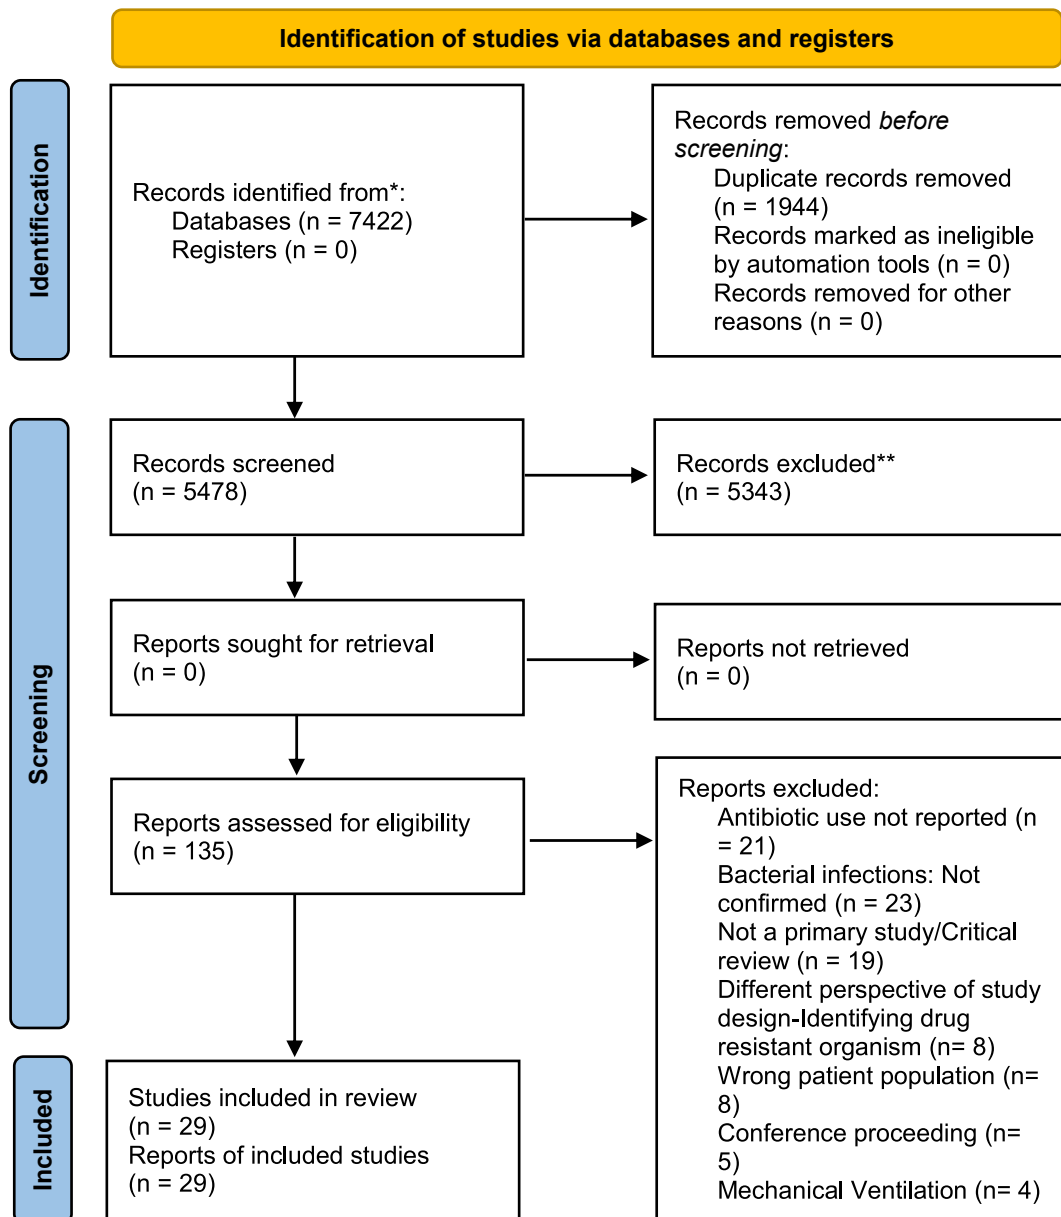 Identification of studies via databases and registers
Identification
Records identified from*:
Databases (n = 7422)
Registers (n = 0)
Records removed before
screening:
Duplicate records removed
(n = 1944)
Records marked as ineligible
by automation tools (n = 0)
Records removed for other
reasons (n = 0)
Screening
Records screened
(n = 5478)
Records excluded**
(n = 5343)
Reports sought for retrieval
(n = 0)
Reports not retrieved
(n = 0)
Reports assessed for eligibility
(n = 135)
Reports excluded:
Antibiotic use not reported (n
= 21)
Bacterial infections: Not
confirmed (n = 23)
Not a primary study/Critical
review (n = 19)
Different perspective of study
design-Identifying drug
resistant organism (n= 8)
Wrong patient population (n=
8)
Conference proceeding (n=
5)
Mechanical Ventilation (n= 4)
Included
Studies included in review
(n = 29)
Reports of included studies
(n = 29)